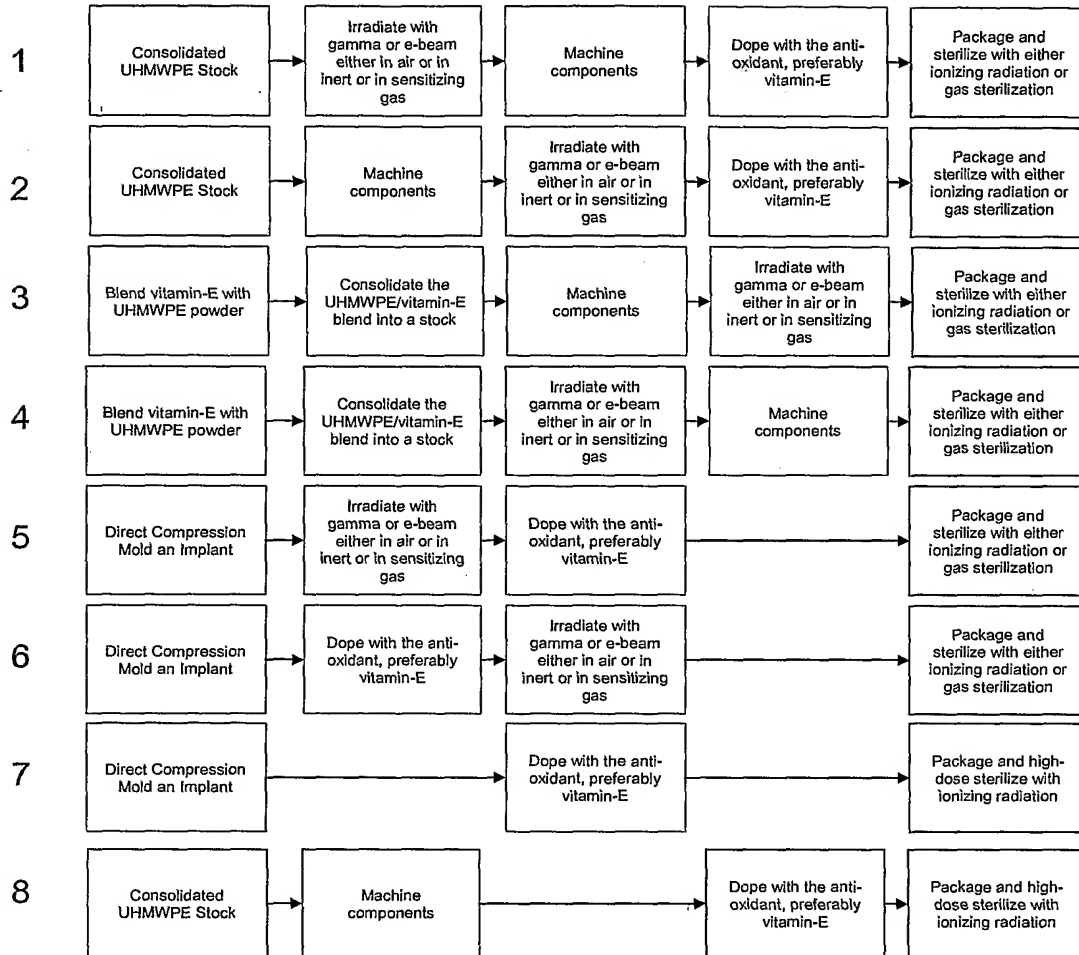 1
Consolidated
UHMWPE Stock
Irradiate with
gamma or e-beam
either in air or in
inert or in sensitizing
gas
Machine
components
Dope with the anti-
oxidant, preferably
vitamin-E
Package and
sterilize with either
ionizing radiation or
gas sterilization
2
Consolidated
UHMWPE Stock
Machine
components
Irradiate with
gamma or e-beam
either in air or in
inert or in sensitizing
gas
Dope with the anti-
oxidant, preferably
vitamin-E
Package and
sterilize with either
ionizing radiation or
gas sterilization
3
Blend vitamin-E with
UHMWPE powder
Consolidate the
UHMWPE/vitamin-E
blend into a stock
Machine
components
Irradiate with
gamma or e-beam
either in air or in
inert or in sensitizing
gas
Package and
sterilize with either
ionizing radiation or
gas sterilization
4
Blend vitamin-E with
UHMWPE powder
Consolidate the
UHMWPE/vitamin-E
blend into a stock
Irradiate with
gamma or e-beam
either in air or in
inert or in sensitizing
gas
Machine
components
Package and
sterilize with either
ionizing radiation or
gas sterilization
5
Direct Compression
Mold an Implant
Irradiate with
gamma or e-beam
either in air or in
inert or in sensitizing
gas
Dope with the anti-
oxidant, preferably
vitamin-E
Package and
sterilize with either
ionizing radiation or
gas sterilization
6
Direct Compression
Mold an Implant
Dope with the anti-
oxidant, preferably
vitamin-E
Irradiate with
gamma or e-beam
either in air or in
inert or in sensitizing
gas
Package and
sterilize with either
ionizing radiation or
gas sterilization
7
Direct Compression
Mold an Implant
Dope with the anti-
oxidant, preferably
vitamin-E
Package and high-
dose sterilize with
ionizing radiation
8
Consolidated
UHMWPE Stock
Machine
components
Dope with the anti-
oxidant, preferably
vitamin-E
Package and high-
dose sterilize with
ionizing radiation